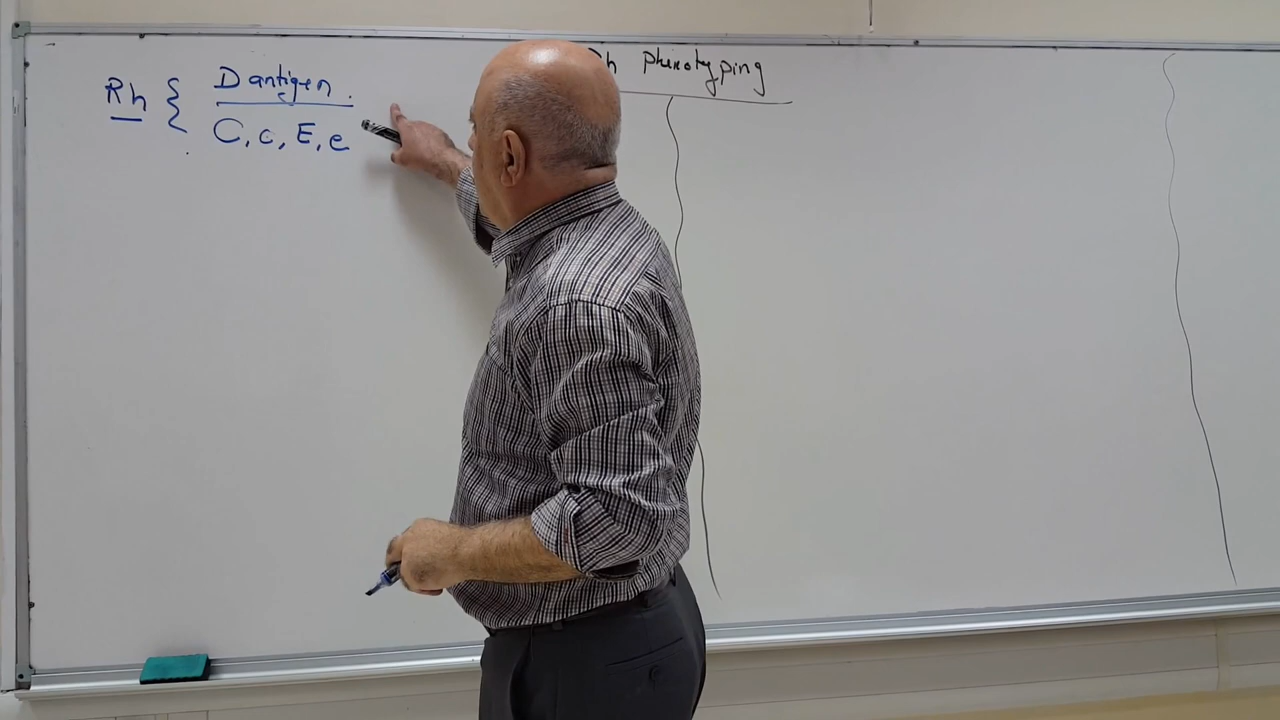 Rh { D antigen.
C, c, E, e
Rh phenotyping